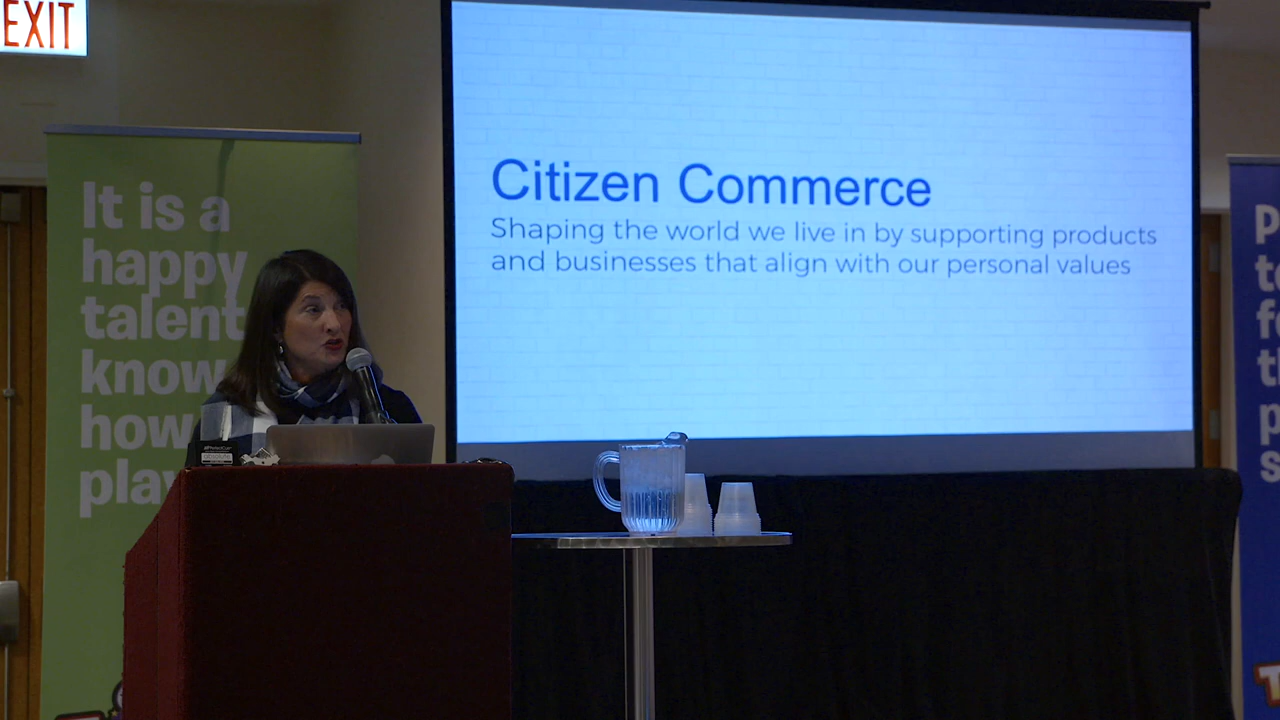 EXIT
It is a
happy
talent
know
how
play
Citizen Commerce
Shaping the world we live in by supporting products
and businesses that align with our personal values